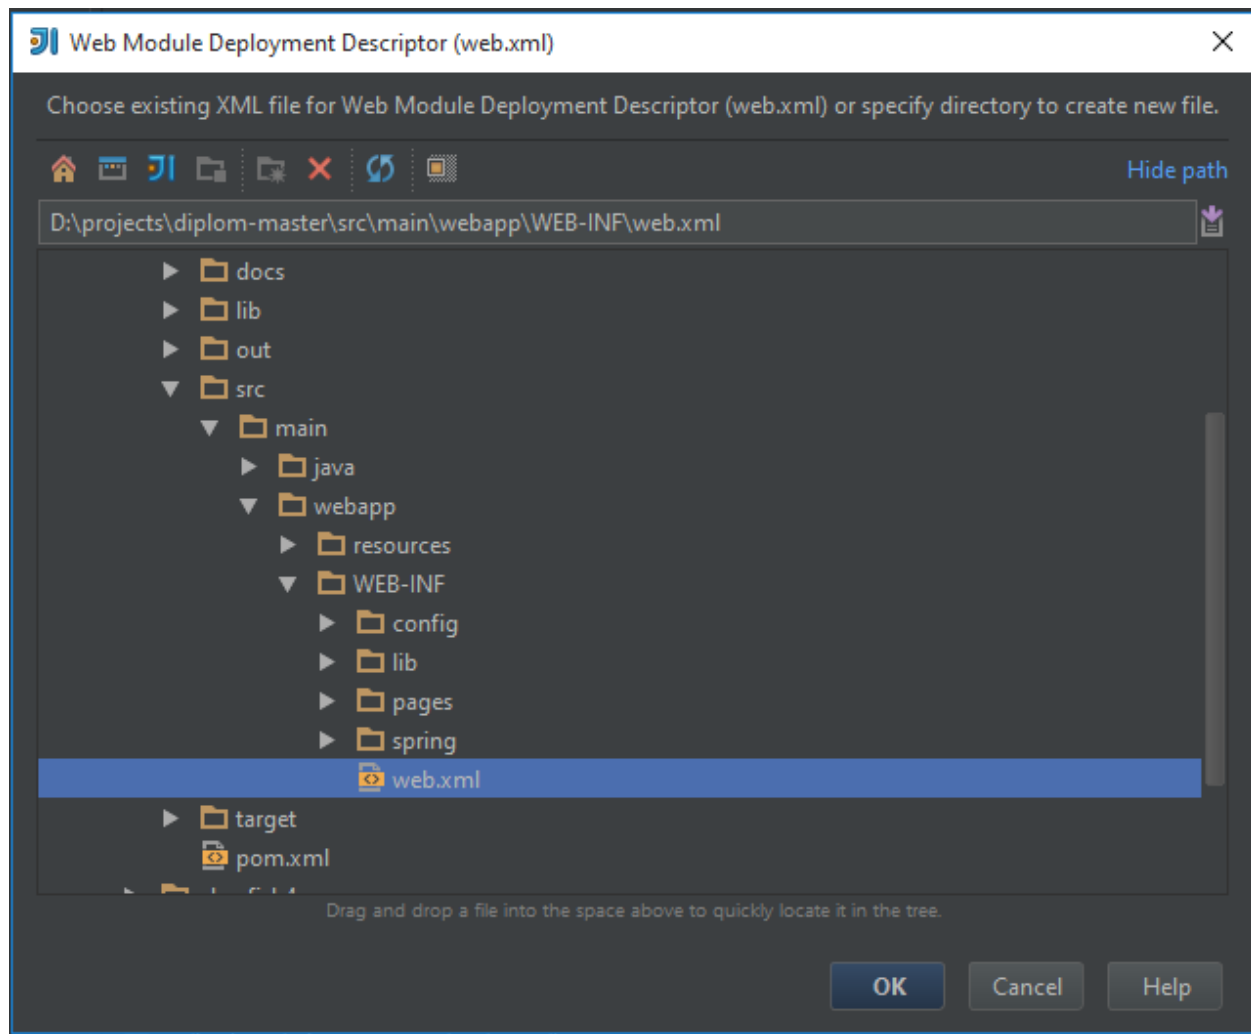 Web Module Deployment Descriptor (web.xml)
Choose existing XML file for Web Module Deployment Descriptor (web.xml) or specify directory to create new file.
Hide path
D:\projects\diplom-master\src\main\webapp\WEB-INF\web.xml
docs
lib
out
src
main
java
webapp
resources
WEB-INF
config
lib
pages
spring
web.xml
target
pom.xml
Drag and drop a file into the space above to quickly locate it in the tree.
OK Cancel Help